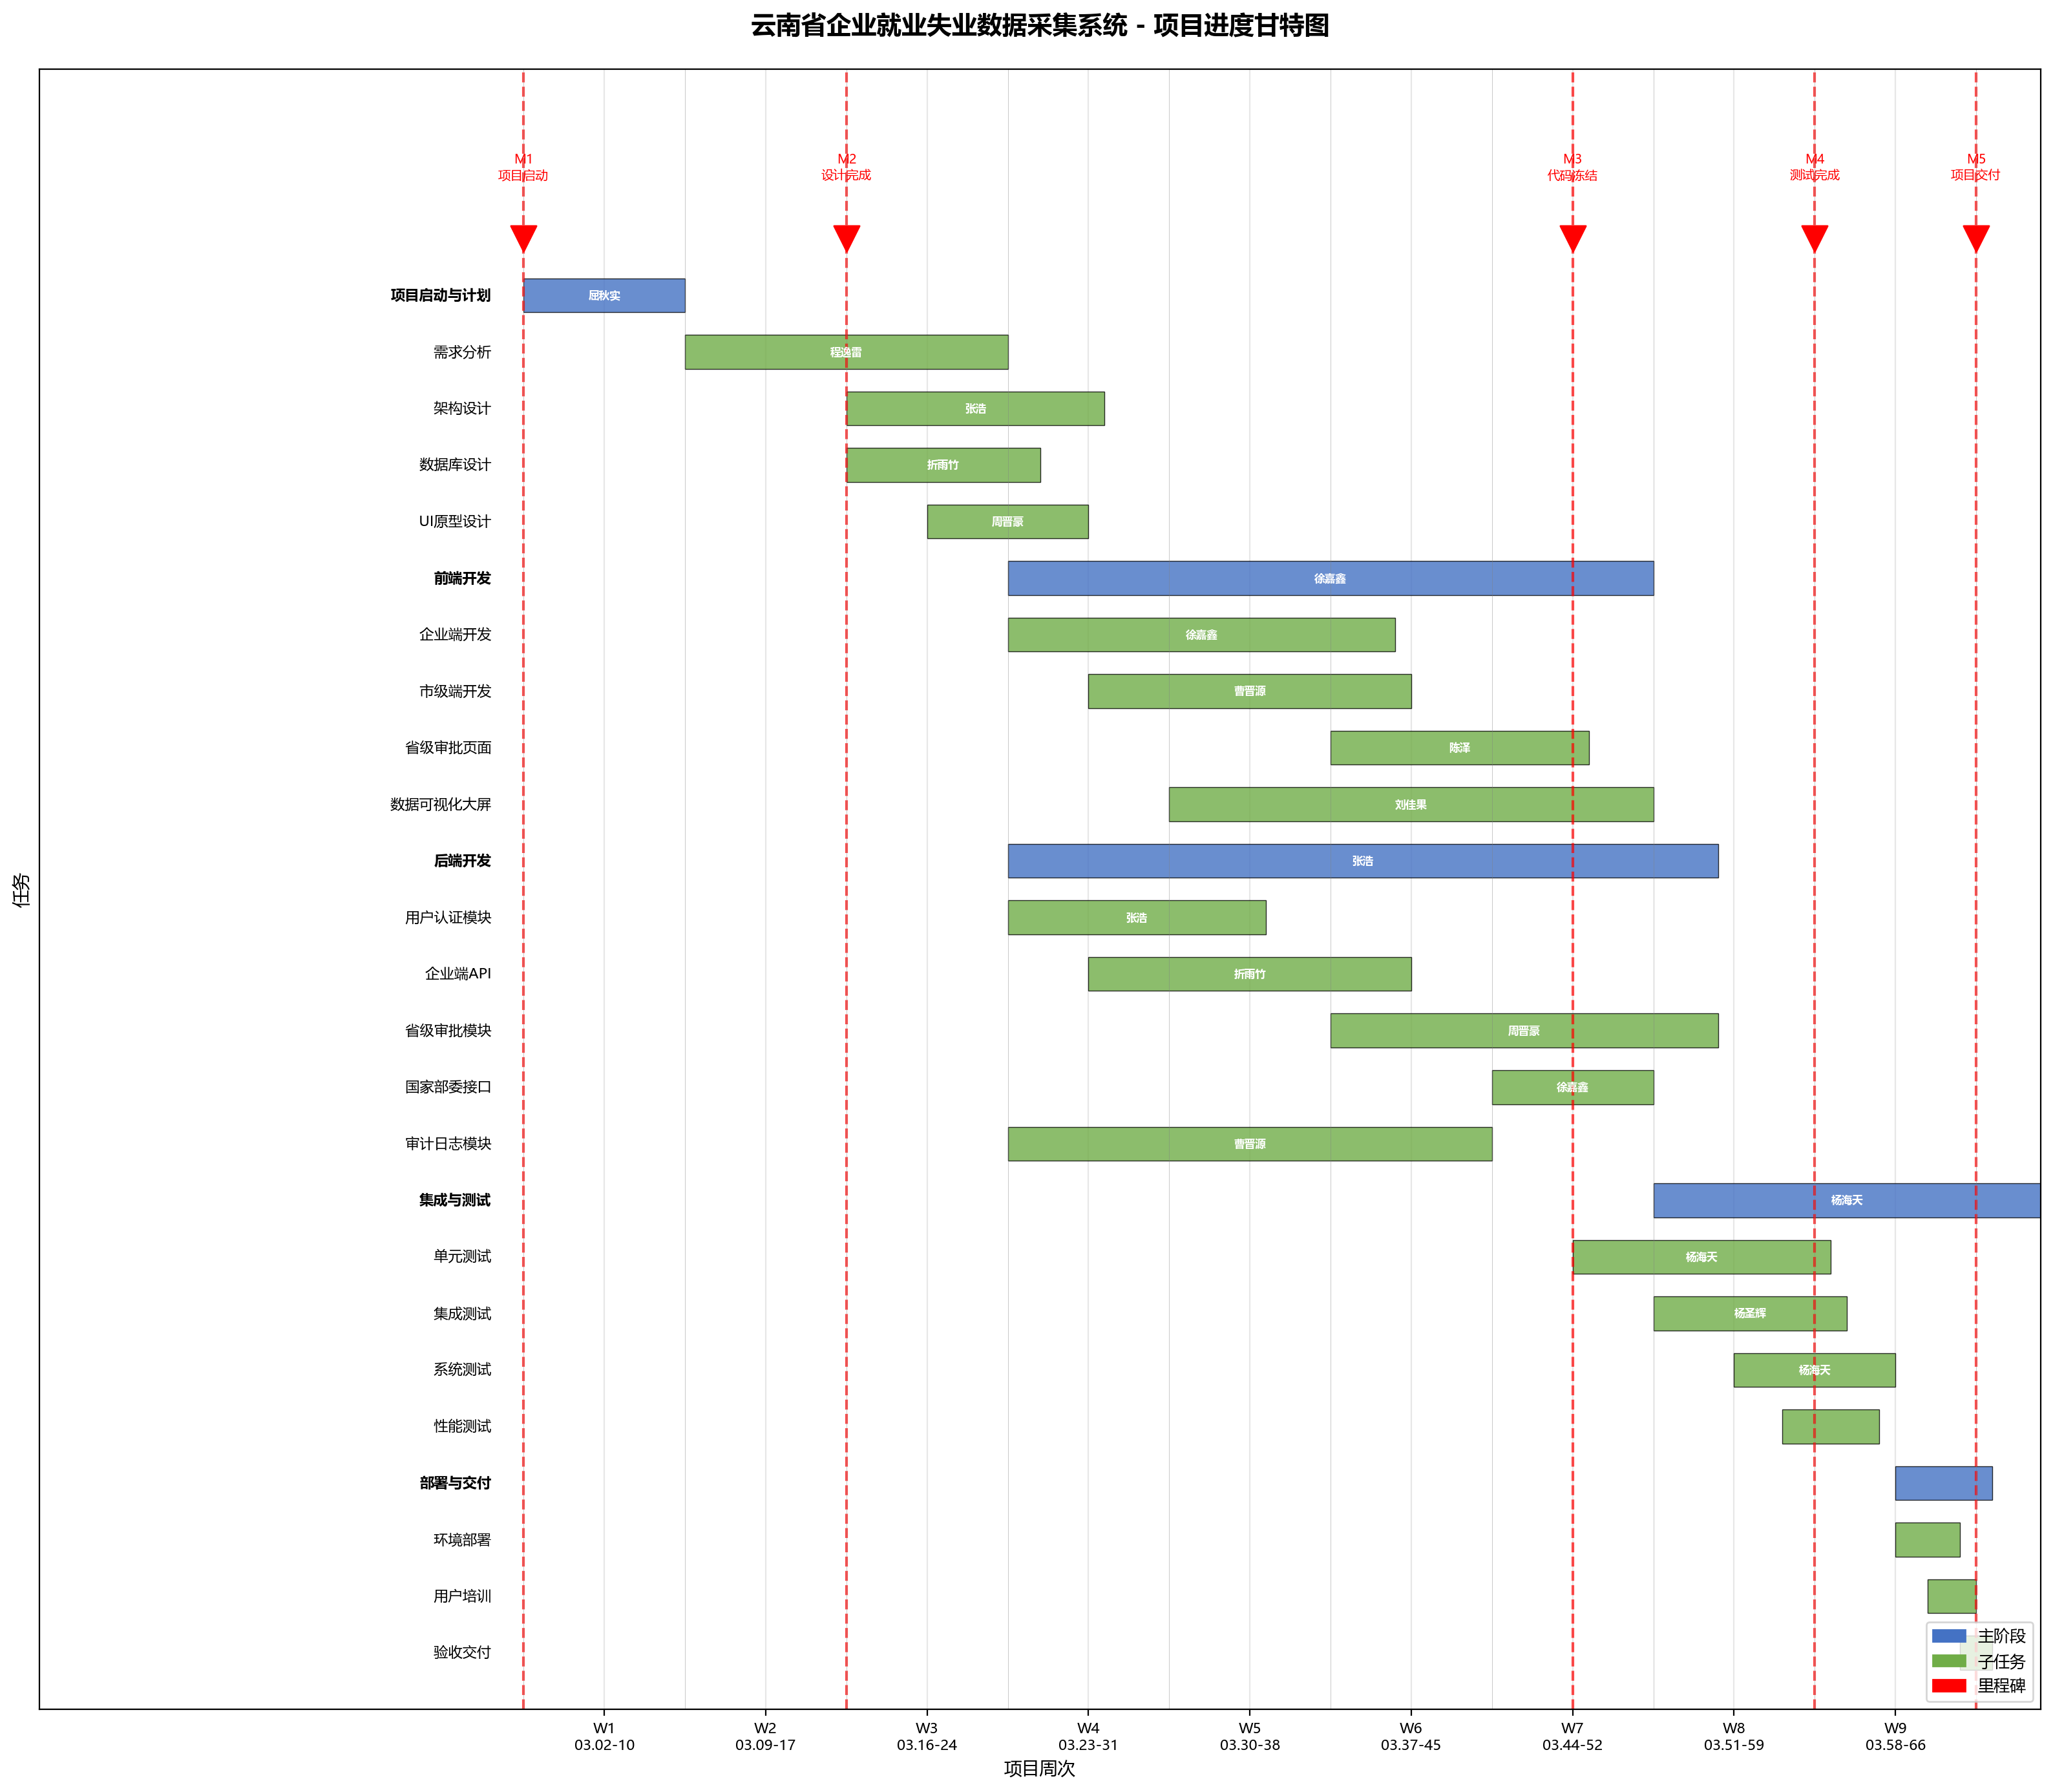 云南省企业就业失业数据采集系统 - 项目进度甘特图
M1
项目启动
M2
设计完成
M3
代码冻结
M4
测试完成
M5
项目交付
项目启动与计划
屈秋实
需求分析
程逸雷
架构设计
张浩
数据库设计
折雨竹
UI原型设计
周晋豪
前端开发
徐嘉鑫
企业端开发
徐嘉鑫
市级端开发
曹晋源
省级审批页面
陈泽
数据可视化大屏
刘佳果
后端开发
张浩
用户认证模块
张浩
企业端API
折雨竹
省级审批模块
周晋豪
国家部委接口
徐嘉鑫
审计日志模块
曹晋源
集成与测试
杨海天
单元测试
杨海天
集成测试
杨圣辉
系统测试
杨海天
性能测试
部署与交付
环境部署
用户培训
验收交付
主阶段
子任务
里程碑
任务
W1
03.02-10
W2
03.09-17
W3
03.16-24
W4
03.23-31
W5
03.30-38
W6
03.37-45
W7
03.44-52
W8
03.51-59
W9
03.58-66
项目周次